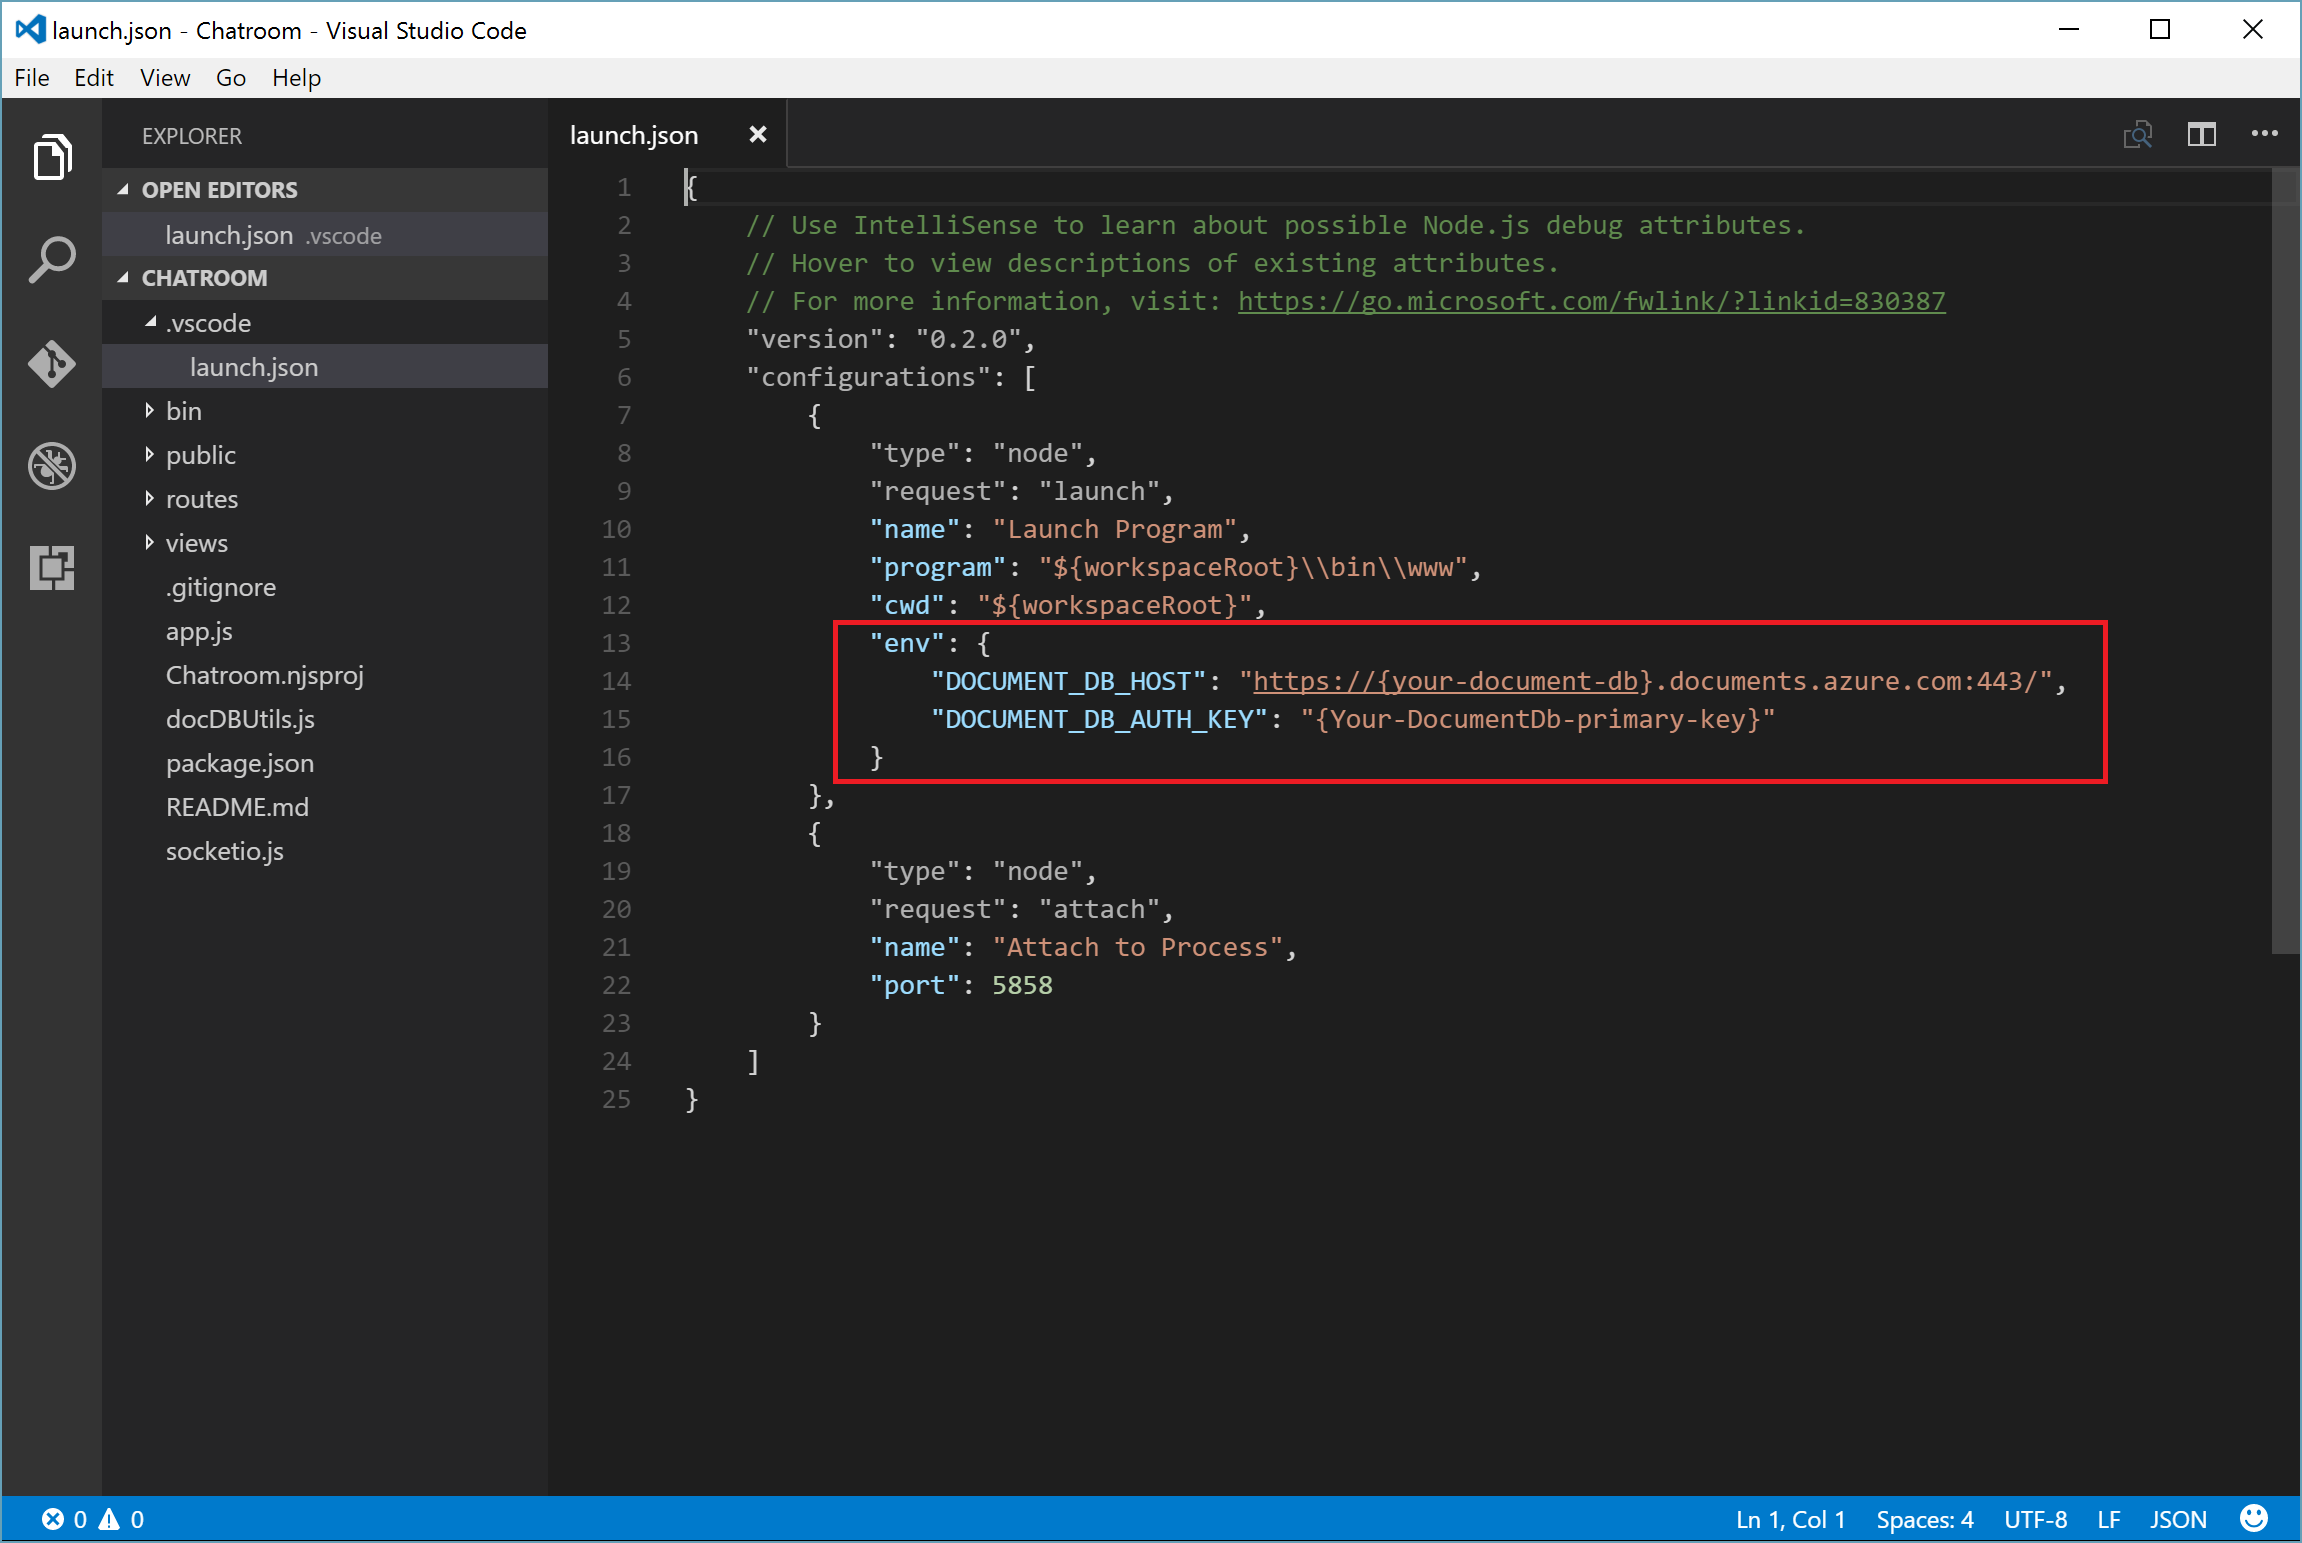 launch.json - Chatroom - Visual Studio Code
File Edit View Go Help
EXPLORER
OPEN EDITORS
launch.json .vscode
CHATROOM
.vscode
launch.json
bin
public
routes
views
.gitignore
app.js
Chatroom.njsproj
docDBUtils.js
package.json
README.md
socketio.js
launch.json
1 {
2 // Use IntelliSense to learn about possible Node.js debug attributes.
3 // Hover to view descriptions of existing attributes.
4 // For more information, visit: https://go.microsoft.com/fwlink/?linkid=830387
5 "version": "0.2.0",
6 "configurations": [
7 {
8 "type": "node",
9 "request": "launch",
10 "name": "Launch Program",
11 "program": "${workspaceRoot}\\bin\\www",
12 "cwd": "${workspaceRoot}",
13 "env": {
14 "DOCUMENT_DB_HOST": "https://{your-document-db}.documents.azure.com:443/",
15 "DOCUMENT_DB_AUTH_KEY": "{Your-DocumentDb-primary-key}"
16 }
17 },
18 {
19 "type": "node",
20 "request": "attach",
21 "name": "Attach to Process",
22 "port": 5858
23 }
24 ]
25 }
0 0 Ln 1, Col 1 Spaces: 4 UTF-8 LF JSON